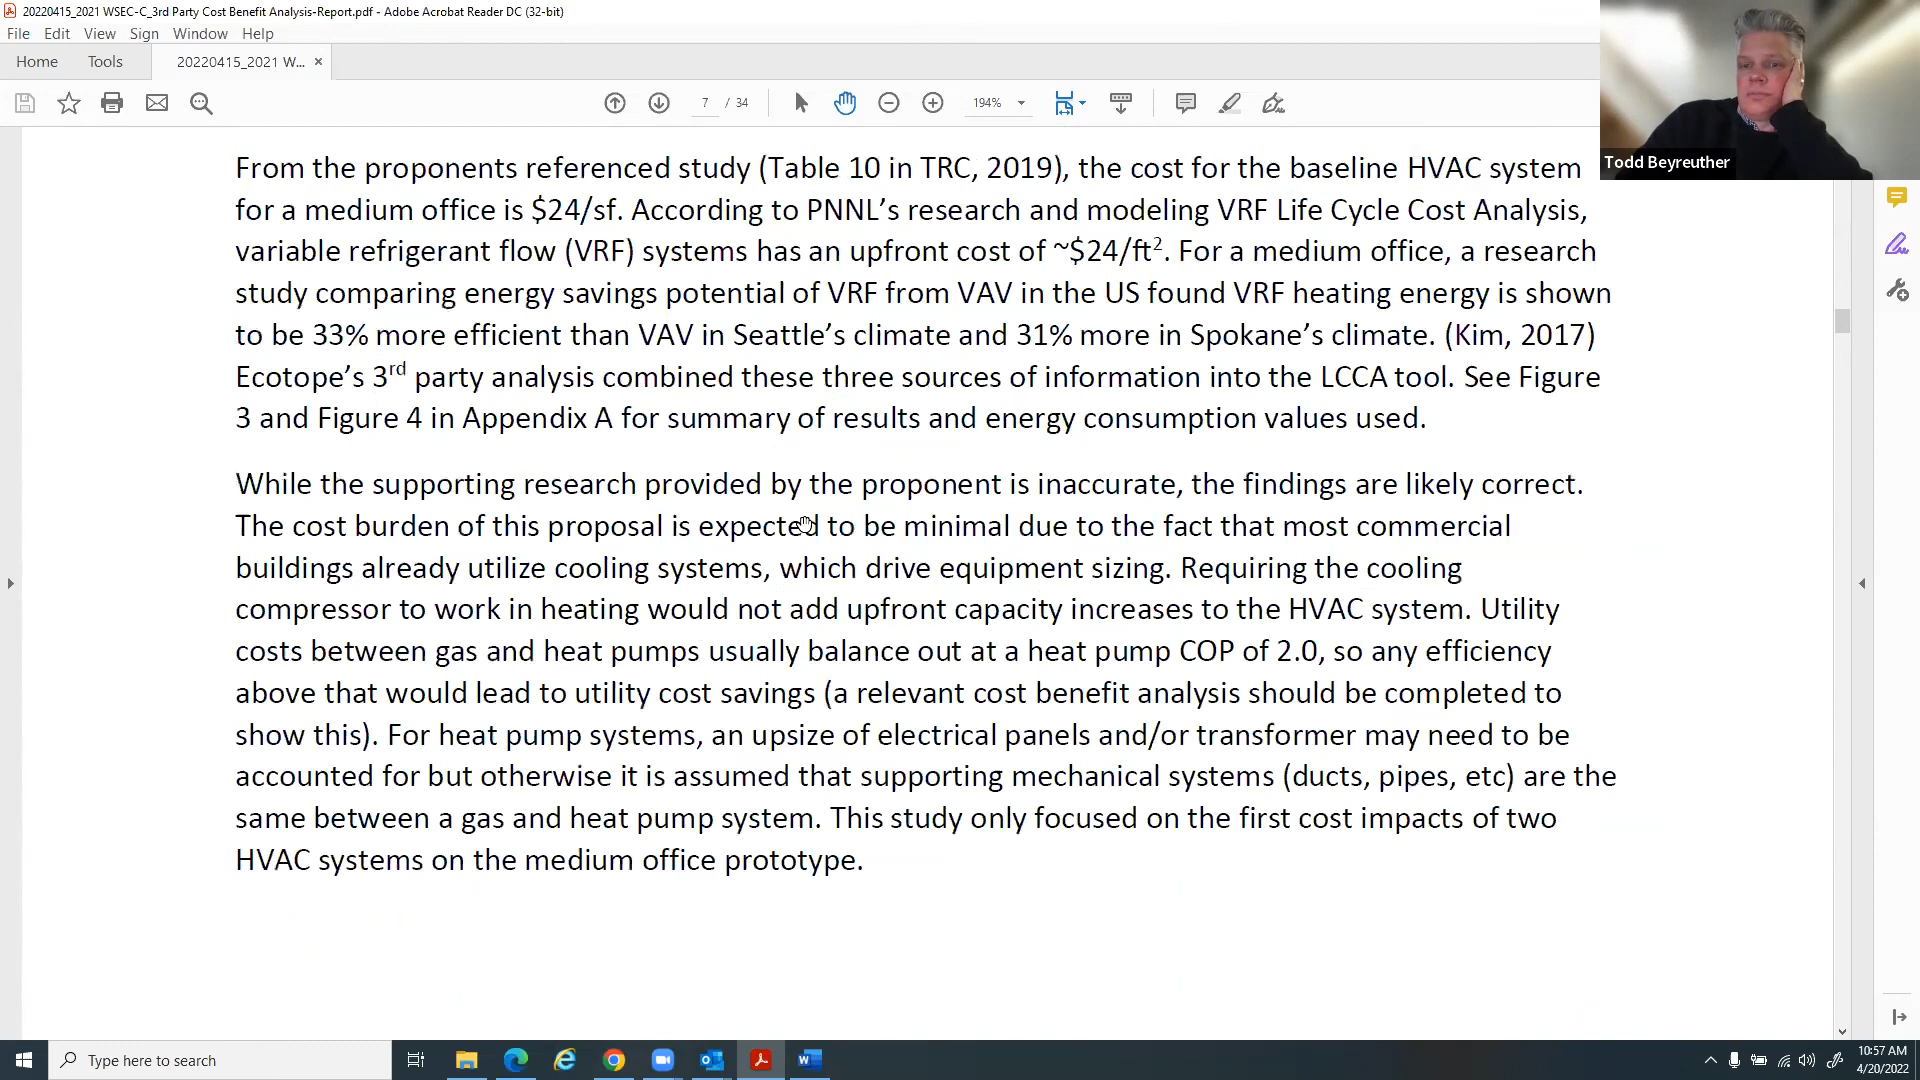 20220415_2021 WSEC-C_3rd Party Cost Benefit Analysis-Report.pdf - Adobe Acrobat Reader DC (32-bit)
File Edit View Sign Window Help
Home Tools 20220415_2021 W... ×
7 / 34 194%
Todd Beyreuther
From the proponents referenced study (Table 10 in TRC, 2019), the cost for the baseline HVAC system
for a medium office is $24/sf. According to PNNL’s research and modeling VRF Life Cycle Cost Analysis,
variable refrigerant flow (VRF) systems has an upfront cost of ~$24/ft². For a medium office, a research
study comparing energy savings potential of VRF from VAV in the US found VRF heating energy is shown
to be 33% more efficient than VAV in Seattle’s climate and 31% more in Spokane’s climate. (Kim, 2017)
Ecotope’s 3rd party analysis combined these three sources of information into the LCCA tool. See Figure
3 and Figure 4 in Appendix A for summary of results and energy consumption values used.
While the supporting research provided by the proponent is inaccurate, the findings are likely correct.
The cost burden of this proposal is expected to be minimal due to the fact that most commercial
buildings already utilize cooling systems, which drive equipment sizing. Requiring the cooling
compressor to work in heating would not add upfront capacity increases to the HVAC system. Utility
costs between gas and heat pumps usually balance out at a heat pump COP of 2.0, so any efficiency
above that would lead to utility cost savings (a relevant cost benefit analysis should be completed to
show this). For heat pump systems, an upsize of electrical panels and/or transformer may need to be
accounted for but otherwise it is assumed that supporting mechanical systems (ducts, pipes, etc) are the
same between a gas and heat pump system. This study only focused on the first cost impacts of two
HVAC systems on the medium office prototype.
Type here to search
10:57 AM
4/20/2022